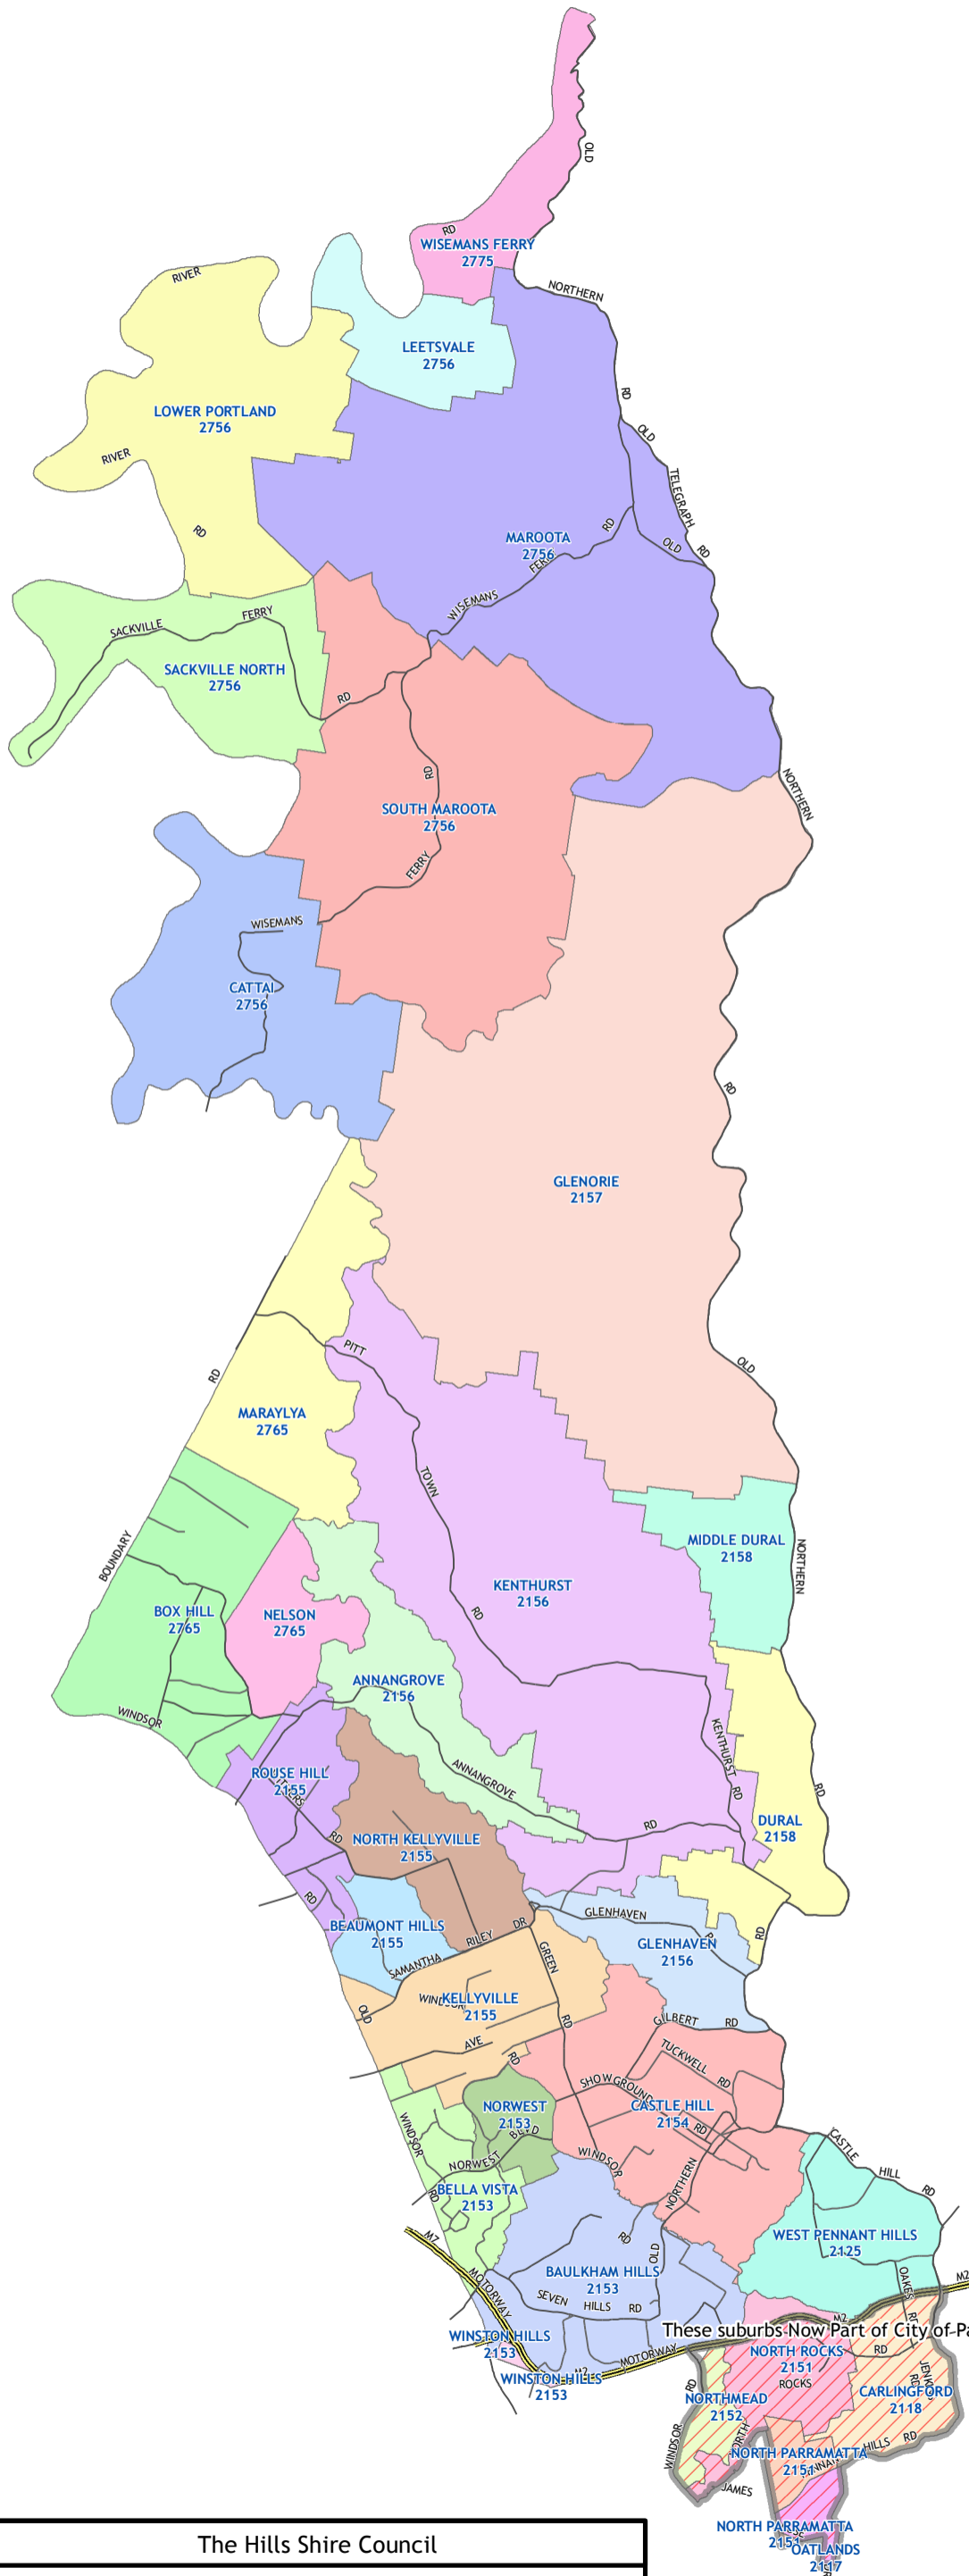 OLD
RD
WISEMANS FERRY
2775
RIVER
NORTHERN
LEETSVALE
2756
RD
LOWER PORTLAND
2756
OLD
RIVER
TELEGRAPH
RD
RD
RD
MAROOTA
2756
OLD
RD
WISEMANS
FERRY
SACKVILLE
SACKVILLE NORTH
2756
RD
RD
NORTHERN
SOUTH MAROOTA
2756
FERRY
WISEMANS
CATTAI
2756
RD
GLENORIE
2157
PITT
OLD
RD
MARAYLYA
2765
TOWN
MIDDLE DURAL
2158
BOUNDARY
NORTHERN
KENTHURST
2156
BOX HILL
2765
NELSON
2765
RD
ANNANGROVE
2156
WINDSOR
KENTHURST
RD
ROUSE HILL
2155
ANNANGROVE
RD
RD
DURAL
2158
NORTH KELLYVILLE
2155
RD
RD
GLENHAVEN
BEAUMONT HILLS
2155
RILEY
DR
RD
GREEN
GLENHAVEN
2156
SAMANTHA
KELLYVILLE
2155
OLD
RD
GILBERT
RD
AVE
RD
TUCKWELL
RD
SHOWGROUND
RD
CASTLE HILL
2154
NORWEST
2153
BLVD
WINDSOR
CASTLE
HILL
RD
NORWEST
WINDSOR
NORTHERN
BELLA VISTA
2153
RD
WEST PENNANT HILLS
2125
M7
MOTORWAY
RD
OLD
BAULKHAM HILLS
2153
OAKES
RD
M2
SEVEN
HILLS
RD
M2
These suburbs Now Part of City of Pa
WINSTON HILLS
2153
MOTORWAY
M2
NORTH ROCKS
2151
RD
WINSTON HILLS
2153
ROCKS
RD
JENKINS
RD
NORTHMEAD
2152
CARLINGFORD
2118
WINDSOR
HILLS
RD
NORTH PARRAMATTA
2151
JAMES
NORTH PARRAMATTA
2151
OATLANDS
2117
The Hills Shire Council